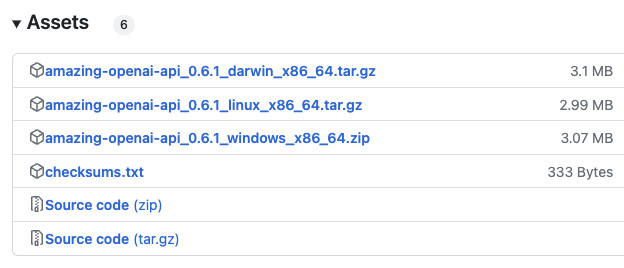 Assets 6
amazing-openai-api_0.6.1_darwin_x86_64.tar.gz 3.1 MB
amazing-openai-api_0.6.1_linux_x86_64.tar.gz 2.99 MB
amazing-openai-api_0.6.1_windows_x86_64.zip 3.07 MB
checksums.txt 333 Bytes
Source code (zip)
Source code (tar.gz)